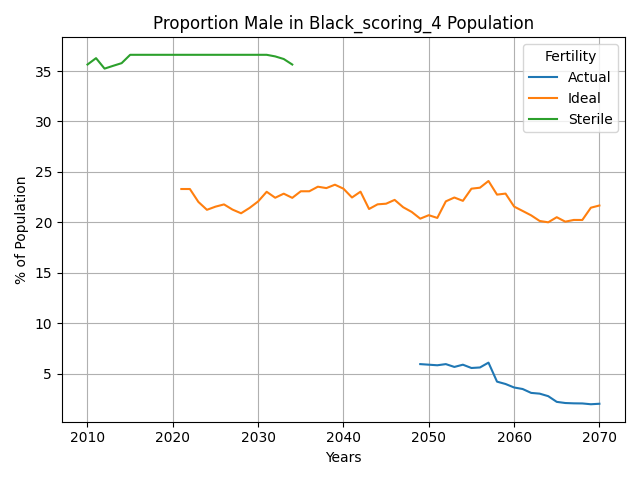 Proportion Male in Black_scoring_4 Population
% of Population
35
30
25
20
15
10
5
Fertility
Actual
Ideal
Sterile
2010 2020 2030 2040 2050 2060 2070
Years